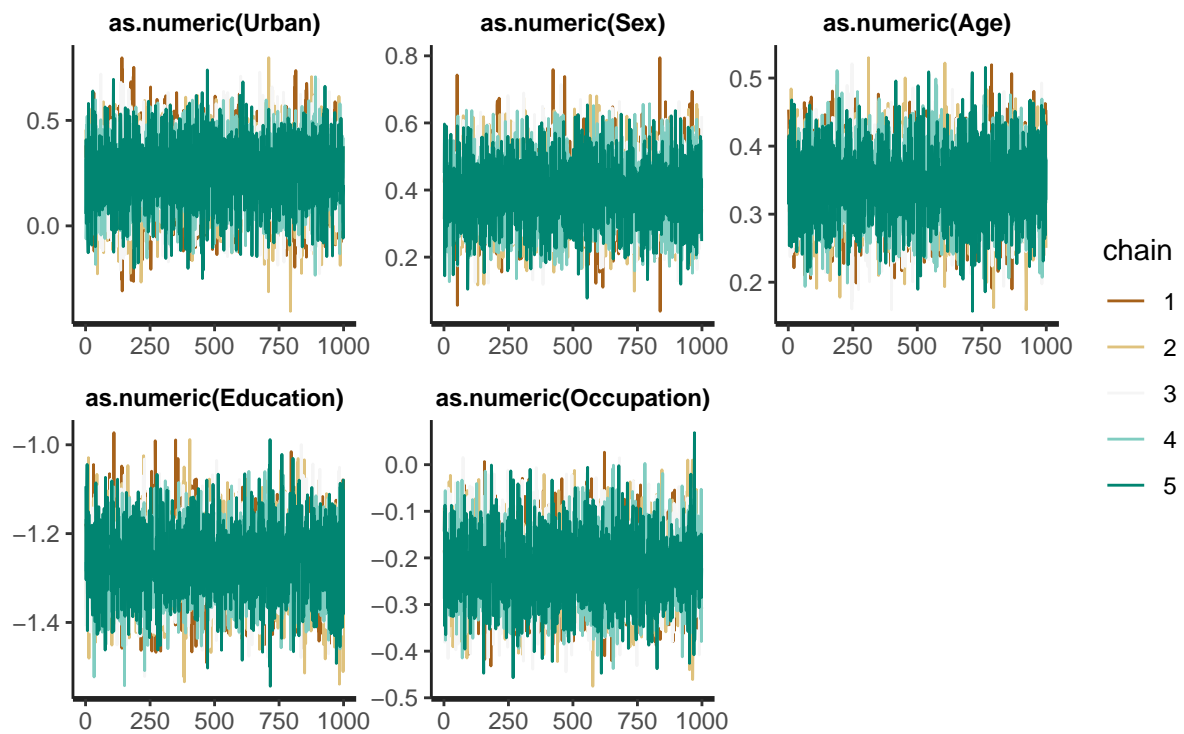 as.numeric(Urban)
as.numeric(Sex)
as.numeric(Age)
0.5
0.0
0.8
0.6
0.4
0.2
0.5
0.4
0.3
0.2
0 250 500 750 1000
0 250 500 750 1000
0 250 500 750 1000
as.numeric(Education)
as.numeric(Occupation)
−1.0
−1.2
−1.4
0.0
−0.1
−0.2
−0.3
−0.4
−0.5
0 250 500 750 1000
0 250 500 750 1000
chain
1
2
3
4
5